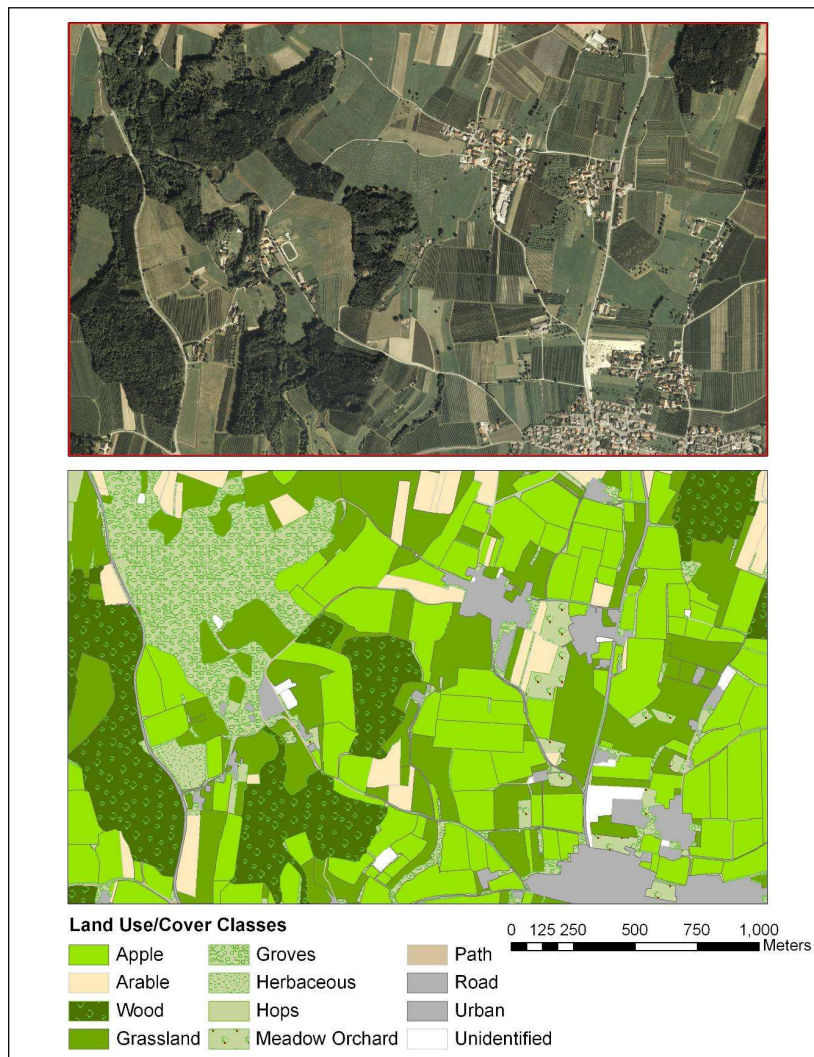 Land Use/Cover Classes
Apple
Arable
Wood
Grassland
Groves
Herbaceous
Hops
Meadow Orchard
Path
Road
Urban
Unidentified
0 125 250 500 750 1,000
Meters